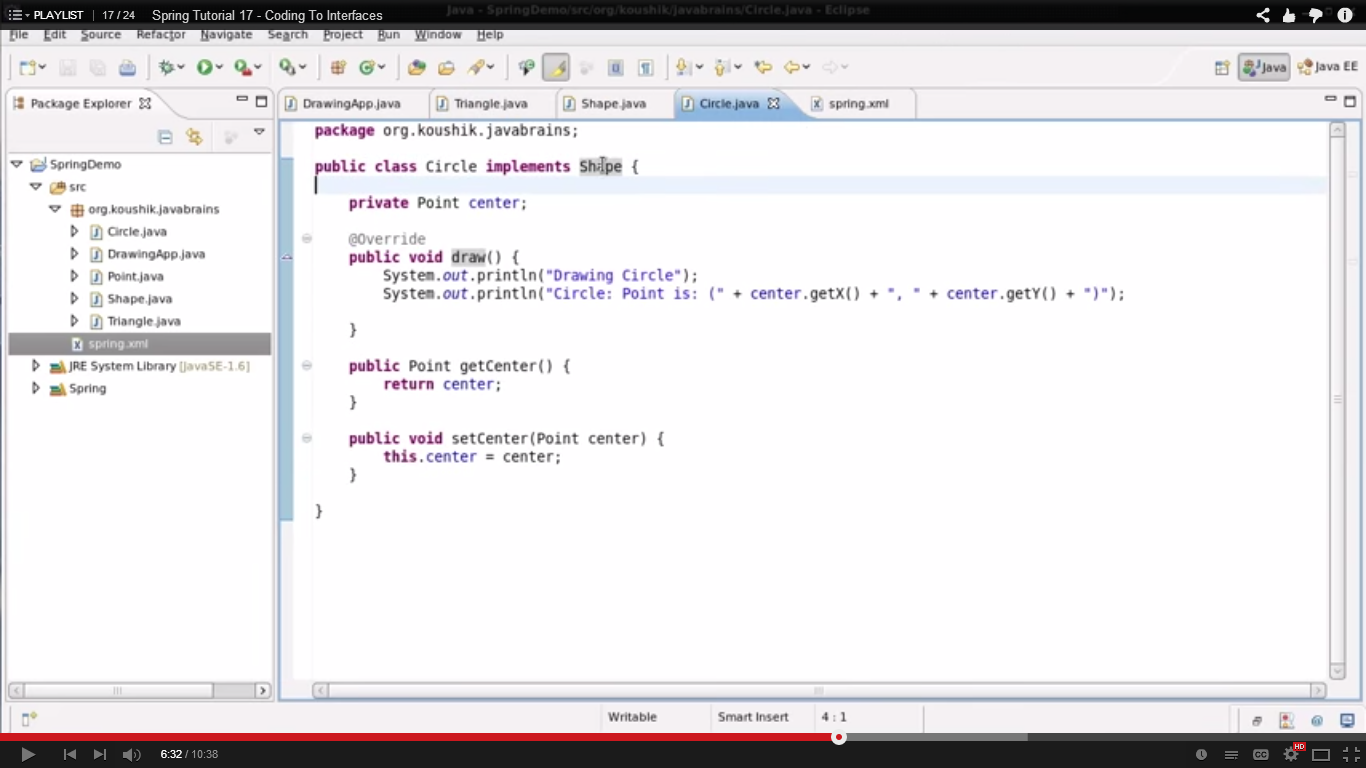 PLAYLIST 17 / 24 Spring Tutorial 17 - Coding To Interfaces
Java - SpringDemo/src/org/koushik/javabrains/Circle.java - Eclipse
File Edit Source Refactor Navigate Search Project Run Window Help
Java Java EE
Package Explorer
DrawingApp.java Triangle.java Shape.java Circle.java spring.xml
SpringDemo
src
org.koushik.javabrains
Circle.java
DrawingApp.java
Point.java
Shape.java
Triangle.java
spring.xml
JRE System Library [JavaSE-1.6]
Spring
package org.koushik.javabrains;
public class Circle implements Shape {
private Point center;
@Override
public void draw() {
System.out.println("Drawing Circle");
System.out.println("Circle: Point is: (" + center.getX() + ", " + center.getY() + ")");
}
public Point getCenter() {
return center;
}
public void setCenter(Point center) {
this.center = center;
}
}
Writable Smart Insert 4 : 1
6:32 / 10:38
CC HD